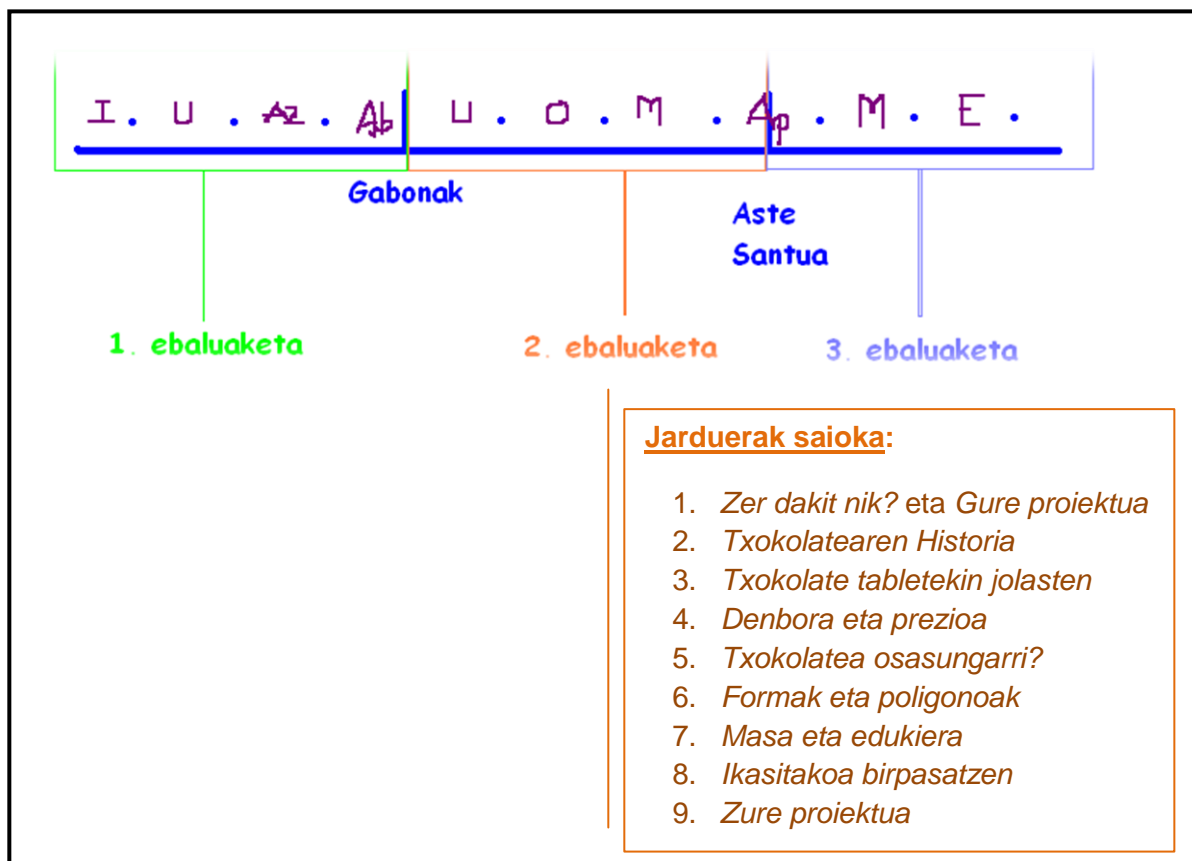 I. U. AZ. Ab U. O. M. Ap. M. E.
Gabonak
Aste
Santua
1. ebaluaketa 2. ebaluaketa 3. ebaluaketa
Jarduerak saioka:
1. Zer dakit nik? eta Gure proiektua
2. Txokolatearen Historia
3. Txokolate tabletekin jolasten
4. Denbora eta prezioa
5. Txokolatea osasungarri?
6. Formak eta poligonoak
7. Masa eta edukiera
8. Ikasitakoa birpasatzen
9. Zure proiektua